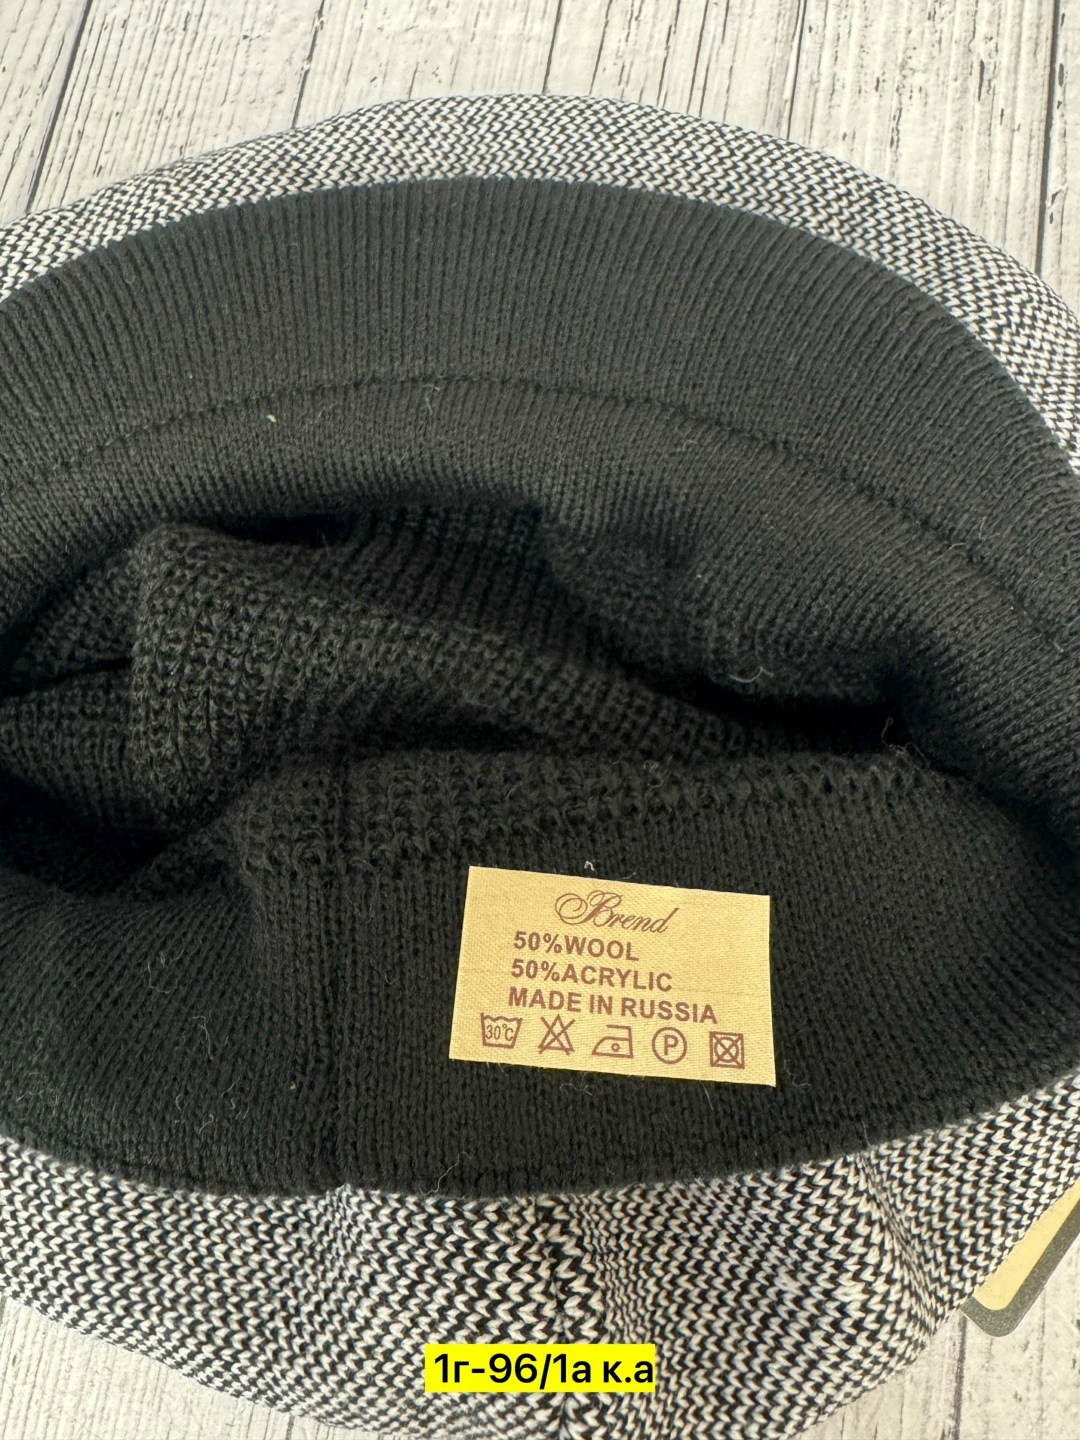 Brend
50%WOOL
50%ACRYLIC
MADE IN RUSSIA
30°C P
1г-96/1а к.а